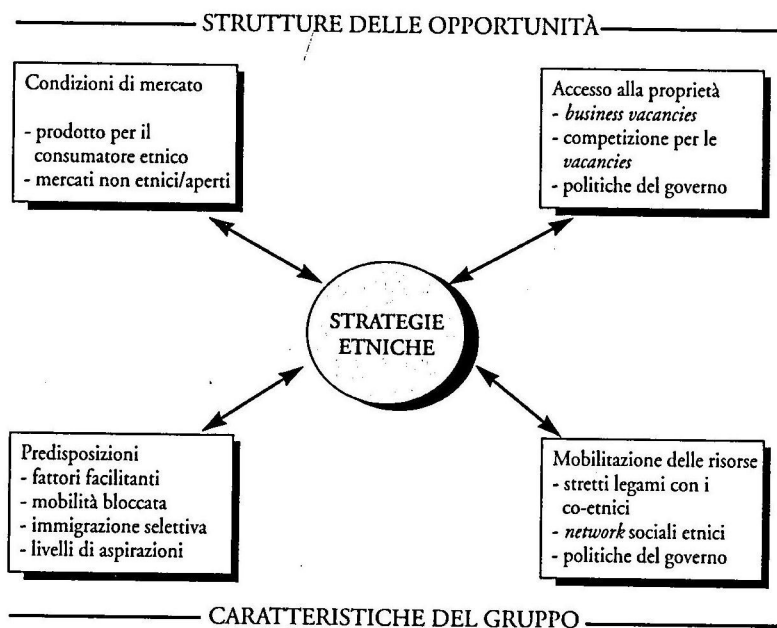 STRUTTURE DELLE OPPORTUNITÀ
Condizioni di mercato
- prodotto per il
consumatore etnico
- mercati non etnici/aperti
Accesso alla proprietà
- business vacancies
- competizione per le
vacancies
- politiche del governo
STRATEGIE
ETNICHE
Predisposizioni
- fattori facilitanti
- mobilità bloccata
- immigrazione selettiva
- livelli di aspirazioni
Mobilitazione delle risorse
- stretti legami con i
co-etnici
- network sociali etnici
- politiche del governo
CARATTERISTICHE DEL GRUPPO